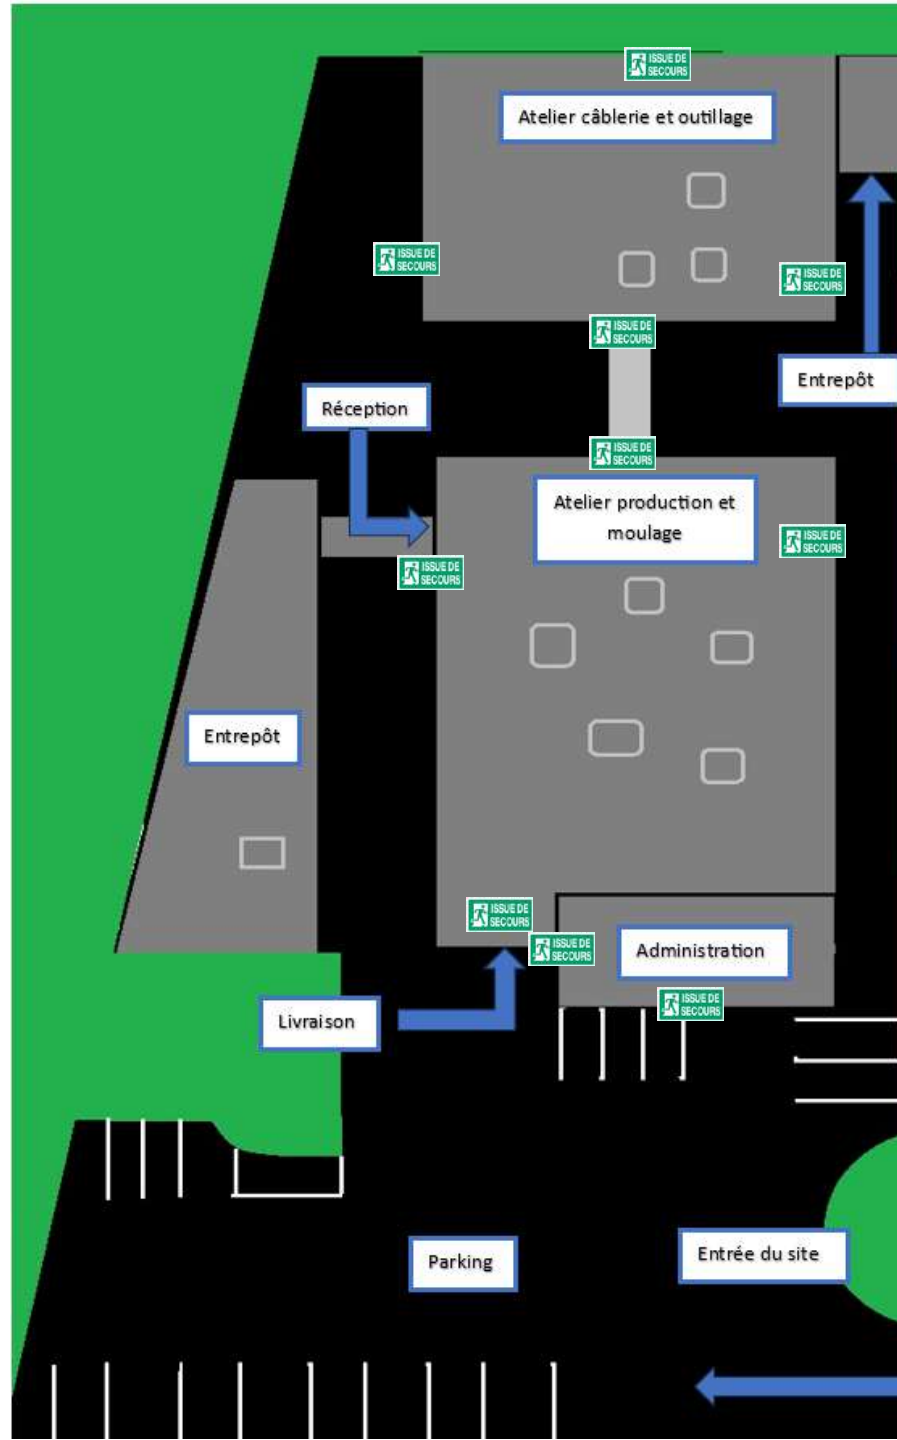 ISSUE DE
SECOURS
Atelier câblerie et outillage
ISSUE DE
SECOURS
ISSUE DE
SECOURS
ISSUE DE
SECOURS
Entrepôt
Réception
ISSUE DE
SECOURS
Atelier production et
moulage
ISSUE DE
SECOURS
ISSUE DE
SECOURS
Entrepôt
ISSUE DE
SECOURS
ISSUE DE
SECOURS
Administration
ISSUE DE
SECOURS
Livraison
Entrée du site
Parking